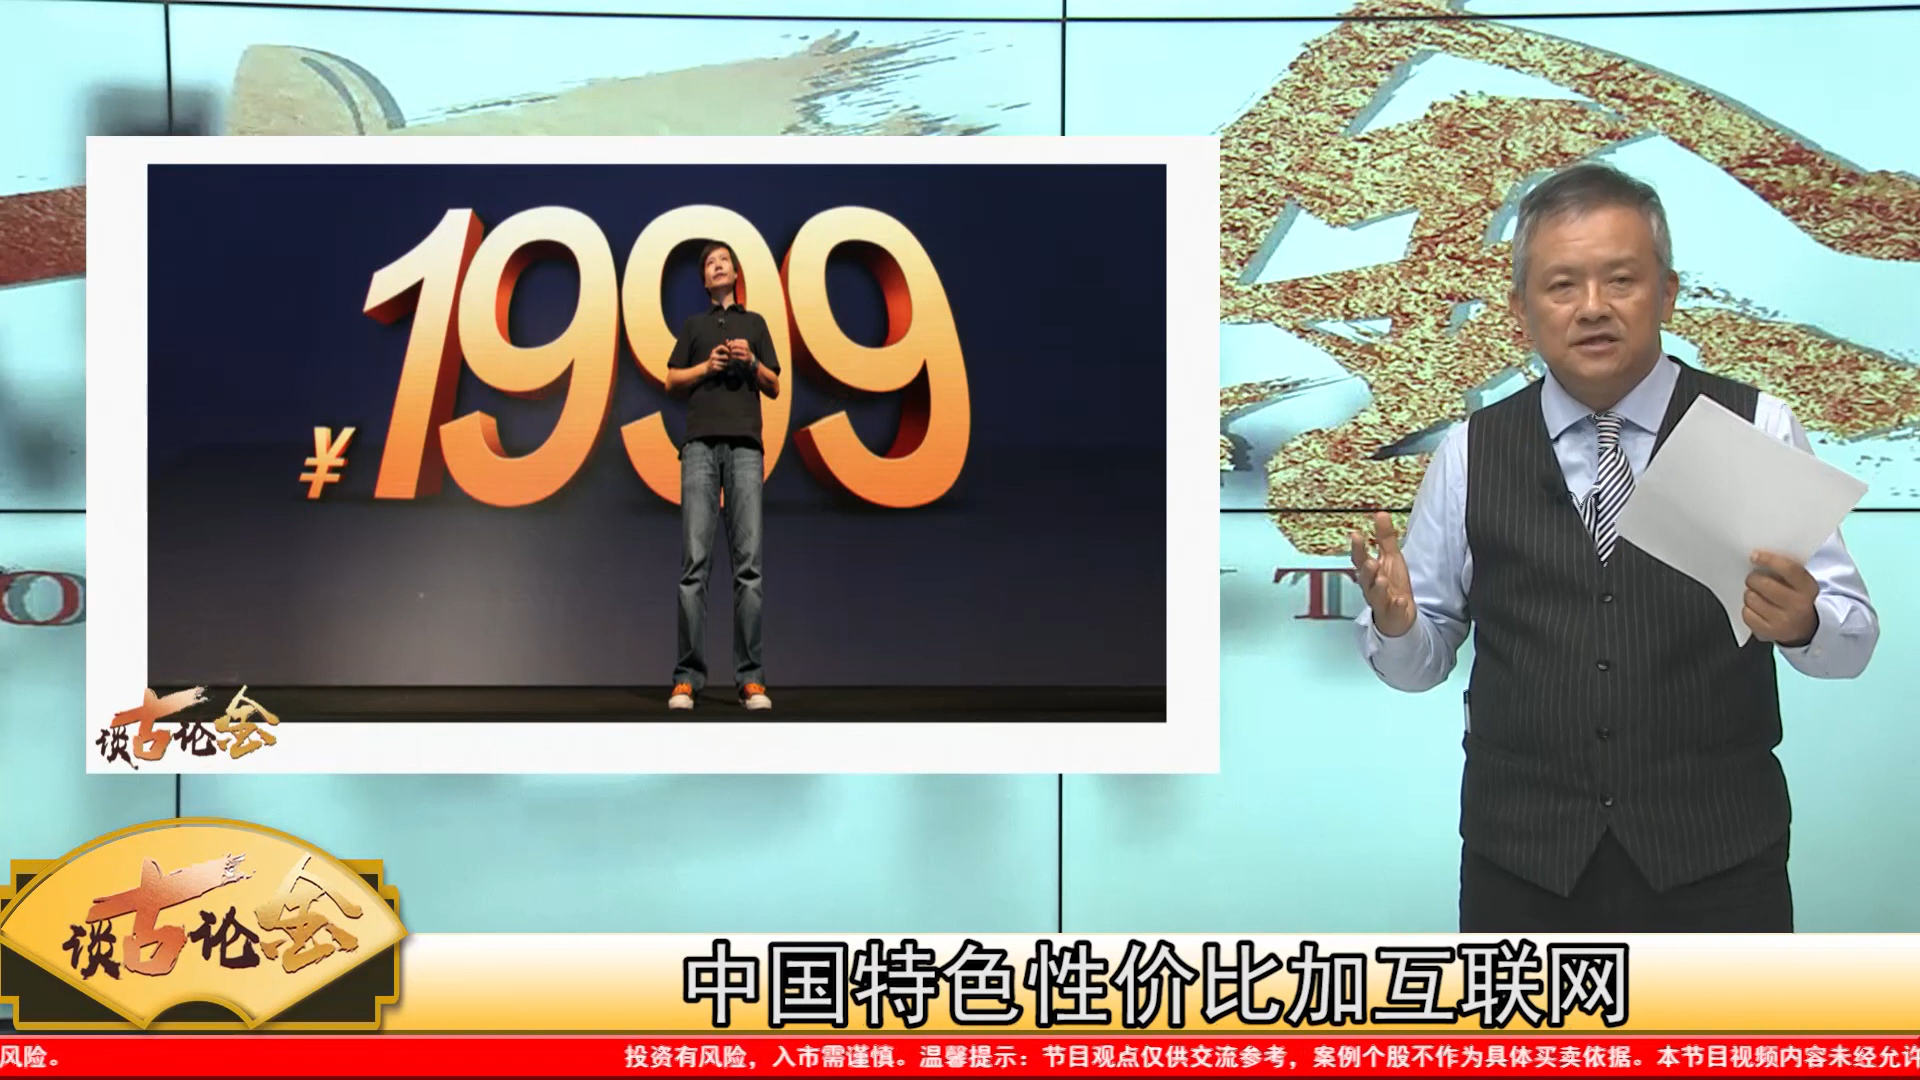 ¥1999
谈古论金
O
T
谈古论金
中国特色性价比加互联网
风险。 投资有风险，入市需谨慎。温馨提示：节目观点仅供交流参考，案例个股不作为具体买卖依据。本节目视频内容未经允许